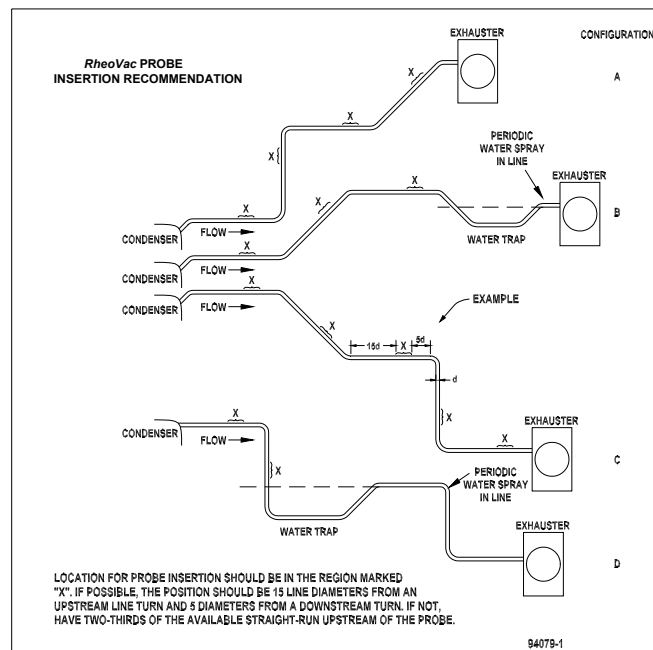 EXHAUSTER
CONFIGURATION
RheoVac PROBE
INSERTION RECOMMENDATION
X
A
X
PERIODIC
WATER SPRAY
IN LINE
X
EXHAUSTER
X
X
X
B
CONDENSER
FLOW
WATER TRAP
X
CONDENSER
FLOW
X
CONDENSER
FLOW
EXAMPLE
X
15d
X
5d
d
X
X
CONDENSER
FLOW
X
EXHAUSTER
C
X
PERIODIC
WATER SPRAY
IN LINE
WATER TRAP
EXHAUSTER
D
LOCATION FOR PROBE INSERTION SHOULD BE IN THE REGION MARKED
"X". IF POSSIBLE, THE POSITION SHOULD BE 15 LINE DIAMETERS FROM AN
UPSTREAM LINE TURN AND 5 DIAMETERS FROM A DOWNSTREAM TURN. IF NOT,
HAVE TWO-THIRDS OF THE AVAILABLE STRAIGHT-RUN UPSTREAM OF THE PROBE.
94079-1